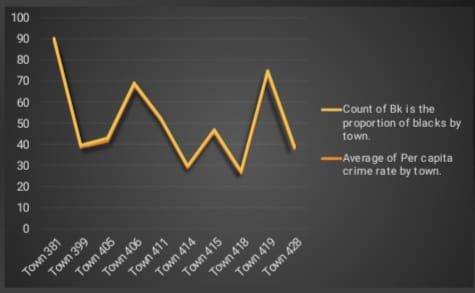 100
90
80
70
60
50
40
30
20
10
0
Town 381
Town 399
Town 405
Town 406
Town 411
Town 414
Town 415
Town 418
Town 419
Town 428
Count of Bk is the
proportion of blacks by
town.
Average of Per capita
crime rate by town.